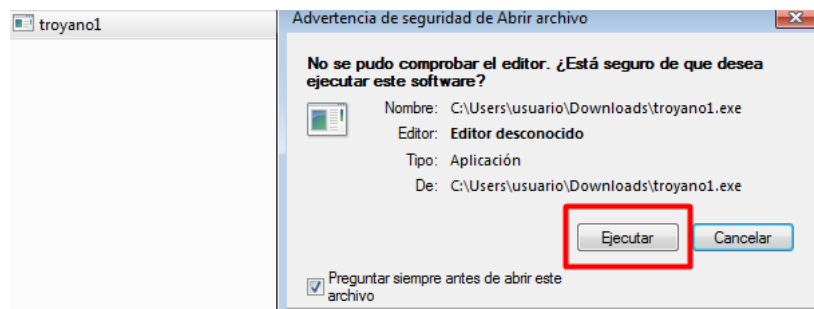 troyano1
Advertencia de seguridad de Abrir archivo
No se pudo comprobar el editor. ¿Está seguro de que desea
ejecutar este software?
Nombre: C:\Users\usuario\Downloads\troyano1.exe
Editor: Editor desconocido
Tipo: Aplicación
De: C:\Users\usuario\Downloads\troyano1.exe
Ejecutar Cancelar
Preguntar siempre antes de abrir este
archivo